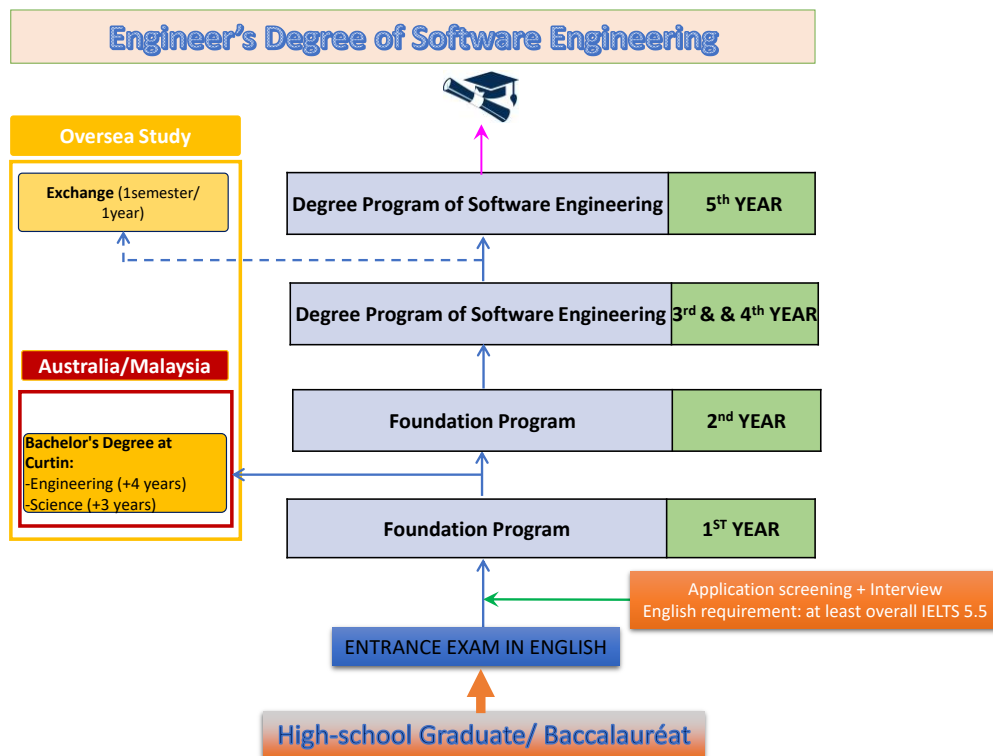 Engineer's Degree of Software Engineering
Oversea Study
Exchange (1semester/
1year)
Degree Program of Software Engineering
5th YEAR
Degree Program of Software Engineering
3rd & & 4th YEAR
Australia/Malaysia
Foundation Program
2nd YEAR
Bachelor's Degree at
Curtin:
-Engineering (+4 years)
-Science (+3 years)
Foundation Program
1ST YEAR
Application screening + Interview
English requirement: at least overall IELTS 5.5
ENTRANCE EXAM IN ENGLISH
High-school Graduate/ Baccalauréat